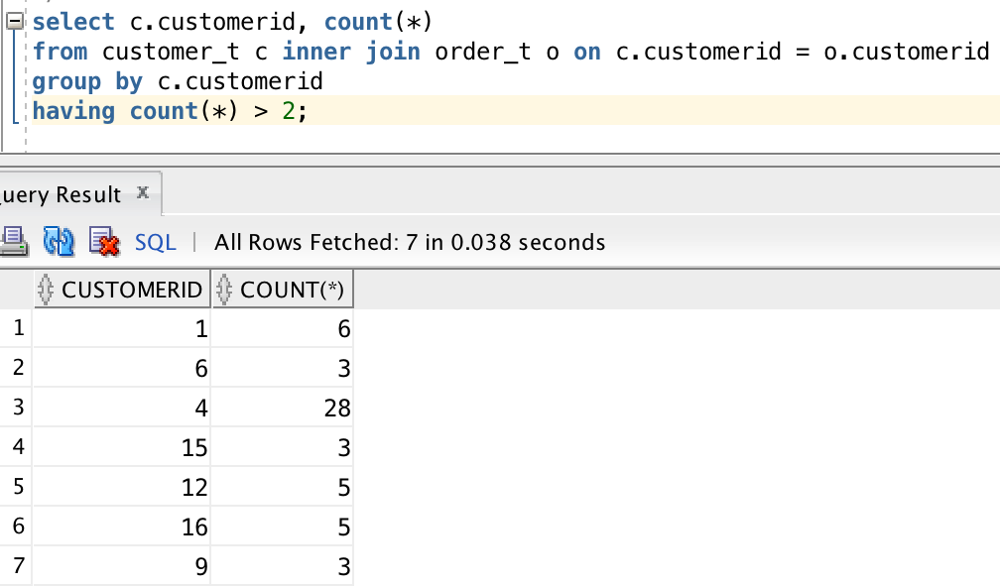 select c.customerid, count(*)
from customer_t c inner join order_t o on c.customerid = o.customerid
group by c.customerid
having count(*) > 2;
uery Result x
SQL | All Rows Fetched: 7 in 0.038 seconds
CUSTOMERID COUNT(*)
1 1 6
2 6 3
3 4 28
4 15 3
5 12 5
6 16 5
7 9 3